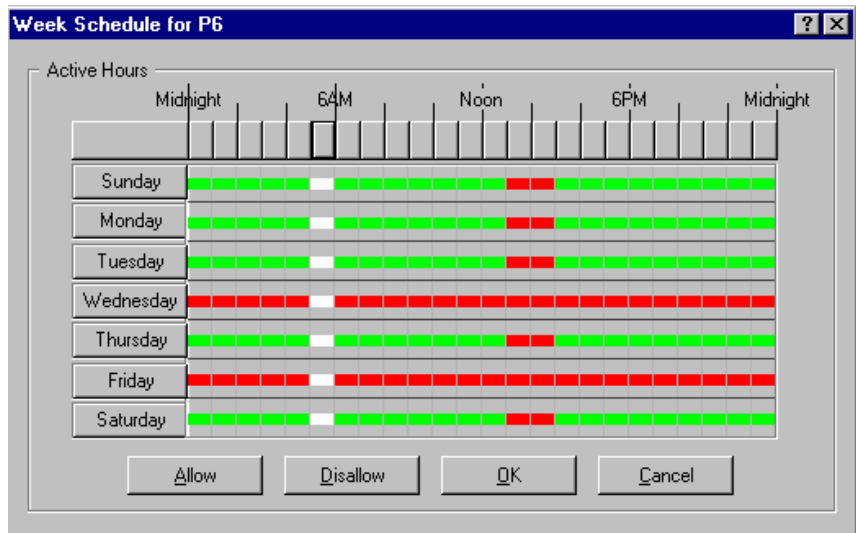 Week Schedule for P6
Active Hours
Midnight 6AM Noon 6PM Midnight
Sunday
Monday
Tuesday
Wednesday
Thursday
Friday
Saturday
Allow Disallow OK Cancel